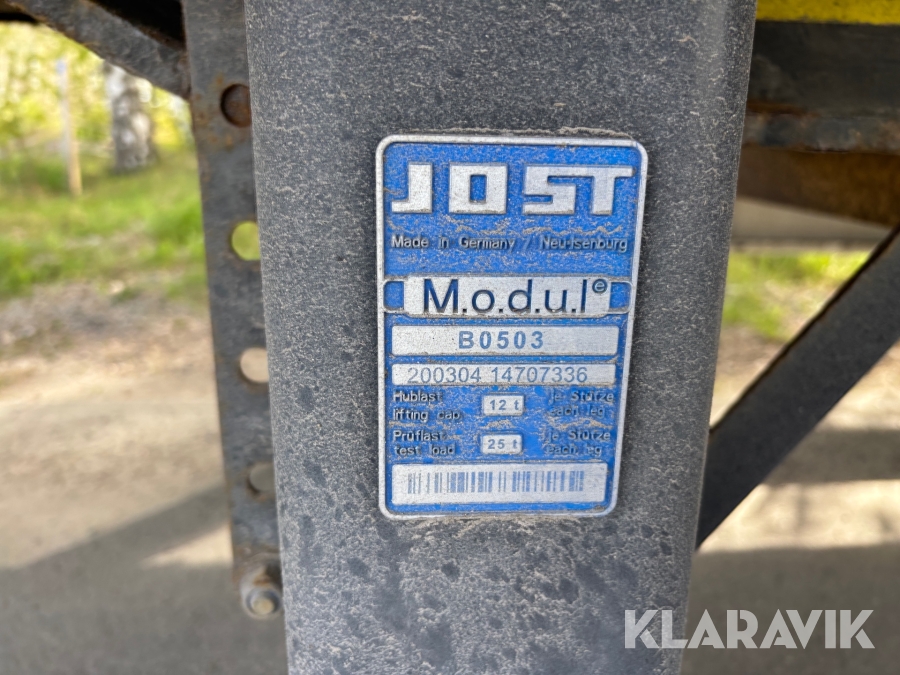 JOST
Made in Germany / Neu-Isenburg
M.o.d.u.l e
B0503
200304 14707336
Hublast 12 t je Stütze
lifting cap. each leg
Prüflast 25 t je Stütze
test load each leg
KLARAVIK